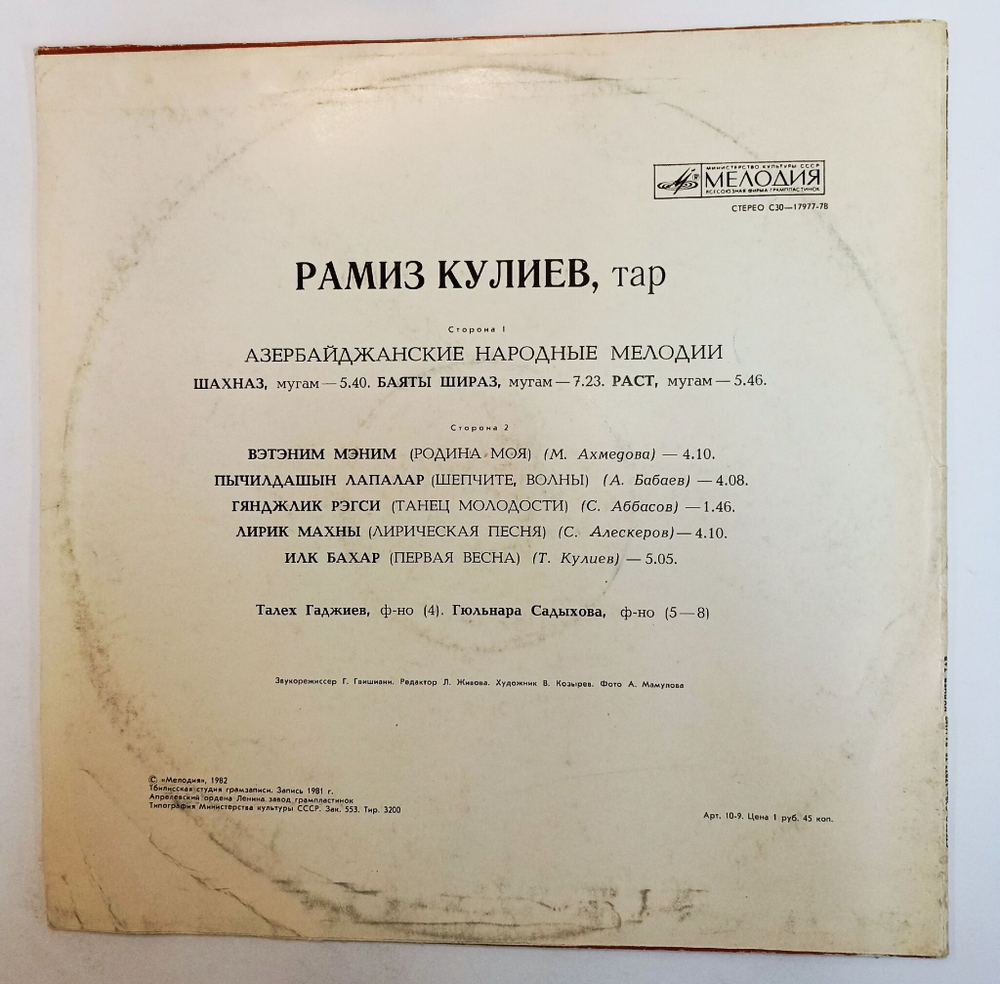 МИНИСТЕРСТВО КУЛЬТУРЫ СССР
МЕЛОДИЯ
ВСЕСОЮЗНАЯ ФИРМА ГРАМПЛАСТИНОК
СТЕРЕО С30—17977-78
РАМИЗ КУЛИЕВ, тар
Сторона 1
АЗЕРБАЙДЖАНСКИЕ НАРОДНЫЕ МЕЛОДИИ
ШАХНАЗ, мугам — 5.40. БАЯТЫ ШИРАЗ, мугам — 7.23. РАСТ, мугам — 5.46.
Сторона 2
ВЭТЭНИМ МЭНИМ (РОДИНА МОЯ) (М. Ахмедова) — 4.10.
ПЫЧИЛДАШЫН ЛАПАЛАР (ШЕПЧИТЕ, ВОЛНЫ) (А. Бабаев) — 4.08.
ГЯНДЖЛИК РЭГСИ (ТАНЕЦ МОЛОДОСТИ) (С. Аббасов) — 1.46.
ЛИРИК МАХНЫ (ЛИРИЧЕСКАЯ ПЕСНЯ) (С. Алескеров) — 4.10.
ИЛК БАХАР (ПЕРВАЯ ВЕСНА) (Т. Кулиев) — 5.05.
Талех Гаджиев, ф-но (4). Гюльнара Садыхова, ф-но (5—8)
Звукорежиссер Г. Гвишиани. Редактор Л. Живова. Художник В. Козырев. Фото А. Мамулова
© «Мелодия», 1982
Тбилисская студия грамзаписи. Запись 1981 г.
Апрелевский ордена Ленина завод грампластинок
Типография Министерства культуры СССР. Зак. 553. Тир. 3200
Арт. 10-9. Цена 1 руб. 45 коп.